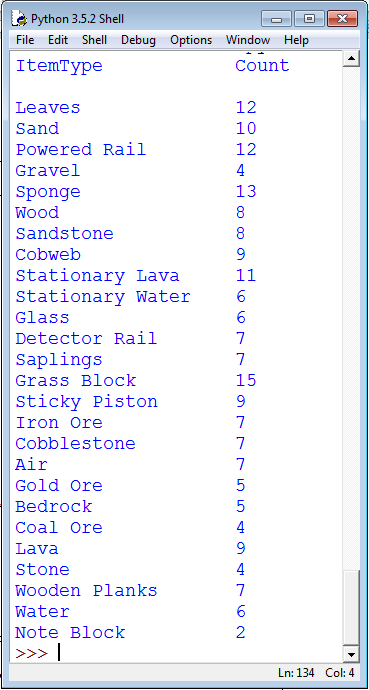 Python 3.5.2 Shell
File Edit Shell Debug Options Window Help
ItemType Count
Leaves 12
Sand 10
Powered Rail 12
Gravel 4
Sponge 13
Wood 8
Sandstone 8
Cobweb 9
Stationary Lava 11
Stationary Water 6
Glass 6
Detector Rail 7
Saplings 7
Grass Block 15
Sticky Piston 9
Iron Ore 7
Cobblestone 7
Air 7
Gold Ore 5
Bedrock 5
Coal Ore 4
Lava 9
Stone 4
Wooden Planks 7
Water 6
Note Block 2
>>>
Ln: 134 Col: 4